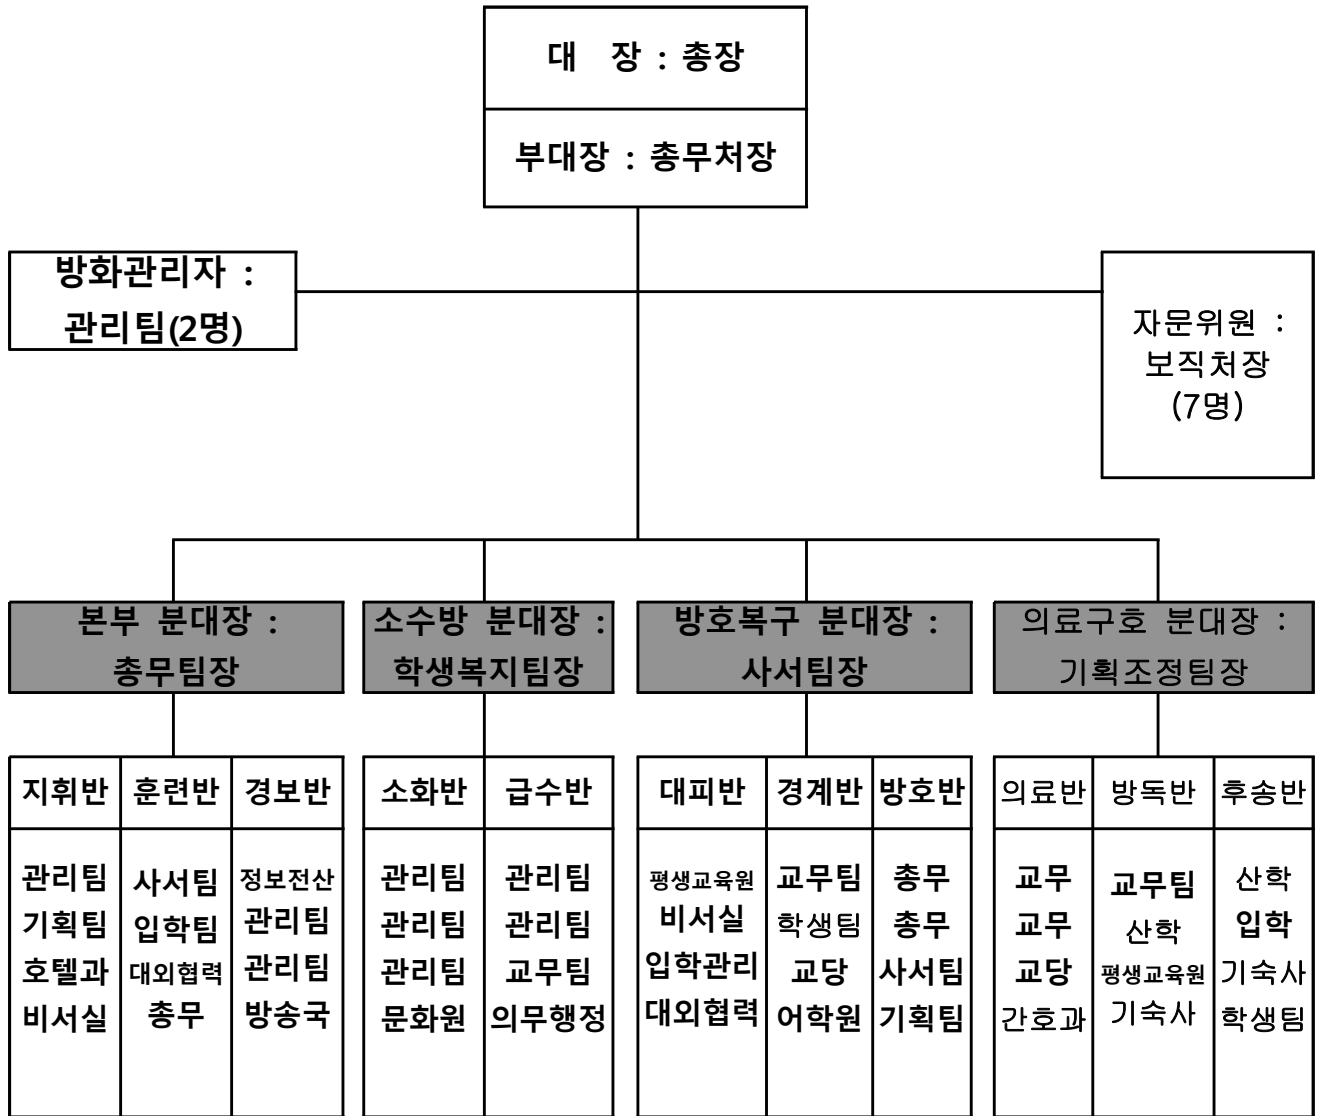 대 장 : 총장
부대장 : 총무처장
방화관리자 :
관리팀(2명)
자문위원 :
보직처장
(7명)
본부 분대장 :
총무팀장
소수방 분대장 :
학생복지팀장
방호복구 분대장 :
사서팀장
의료구호 분대장 :
기획조정팀장
지휘반 훈련반 경보반 소화반 급수반 대피반 경계반 방호반 의료반 방독반 후송반
관리팀 사서팀 정보전산 관리팀 관리팀 평생교육원 교무팀 총무 교무 교무팀 산학
기획팀 입학팀 관리팀 관리팀 관리팀 비서실 학생팀 총무 교무 산학 입학
호텔과 대외협력 관리팀 관리팀 교무팀 입학관리 교당 사서팀 교당 평생교육원 기숙사
비서실 총무 방송국 문화원 의무행정 대외협력 어학원 기획팀 간호과 기숙사 학생팀